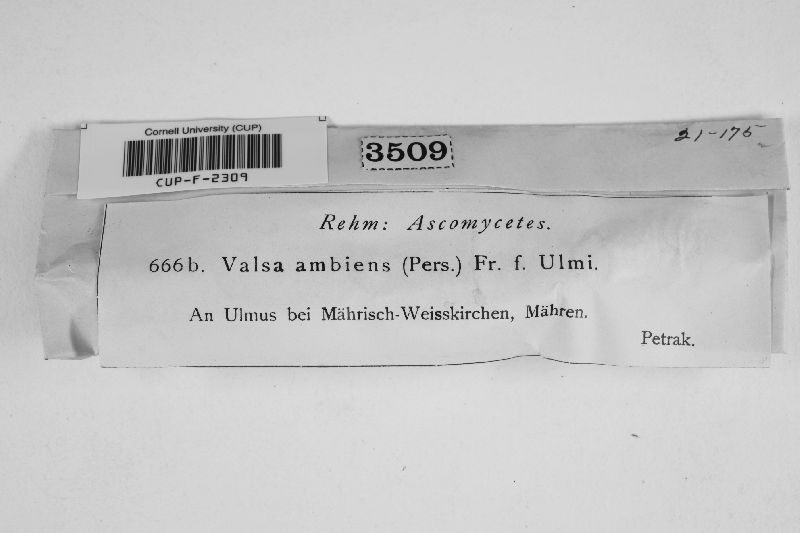 Cornell University (CUP)
CUP-F-2309
3509
21-175
Rehm: Ascomycetes.
666b. Valsa ambiens (Pers.) Fr. f. Ulmi.
An Ulmus bei Mährisch-Weisskirchen, Mähren.
Petrak.